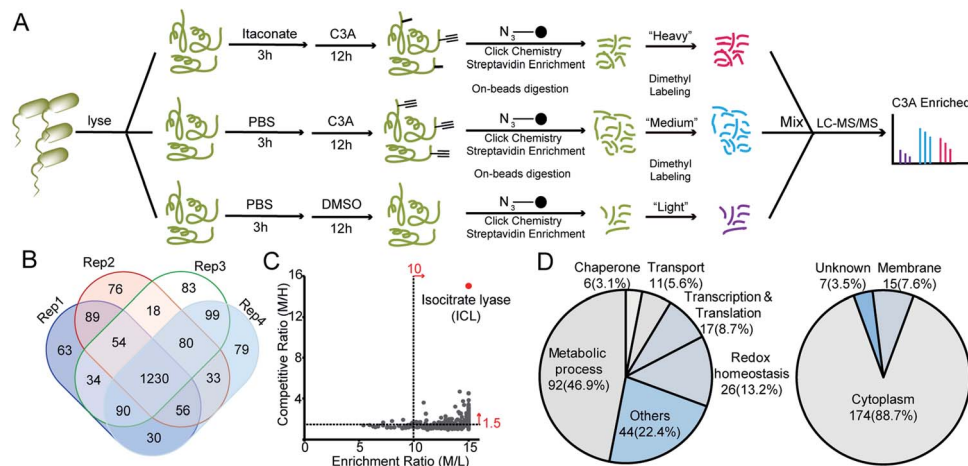 A
lyse
Itaconate
3h
C3A
12h
N3
Click Chemistry
Streptavidin Enrichment
On-beads digestion
“Heavy”
Dimethyl
Labeling
PBS
3h
C3A
12h
N3
Click Chemistry
Streptavidin Enrichment
On-beads digestion
“Medium”
Dimethyl
Labeling
PBS
3h
DMSO
12h
N3
Click Chemistry
Streptavidin Enrichment
“Light”
Mix
LC-MS/MS
C3A Enriched
B
Rep1
Rep2
Rep3
Rep4
76
83
89
18
99
63
54
80
79
34
1230
33
90
56
30
C
Competitive Ratio (M/H)
16
12
8
4
0
0
5
10
15
Enrichment Ratio (M/L)
10
1.5
Isocitrate lyase
(ICL)
D
Chaperone
6(3.1%)
Transport
11(5.6%)
Transcription &
Translation
17(8.7%)
Redox
homeostasis
26(13.2%)
Others
44(22.4%)
Metabolic
process
92(46.9%)
Unknown
7(3.5%)
Membrane
15(7.6%)
Cytoplasm
174(88.7%)